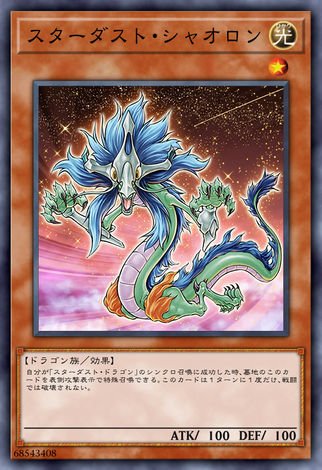 スターダスト・シャオロン
光
【ドラゴン族/効果】
自分が「スターダスト・ドラゴン」のシンクロ召喚に成功した時、墓地のこのカ
ードを表側攻撃表示で特殊召喚できる。このカードは1ターンに1度だけ、戦闘
では破壊されない。
ATK/ 100 DEF/ 100
68543408